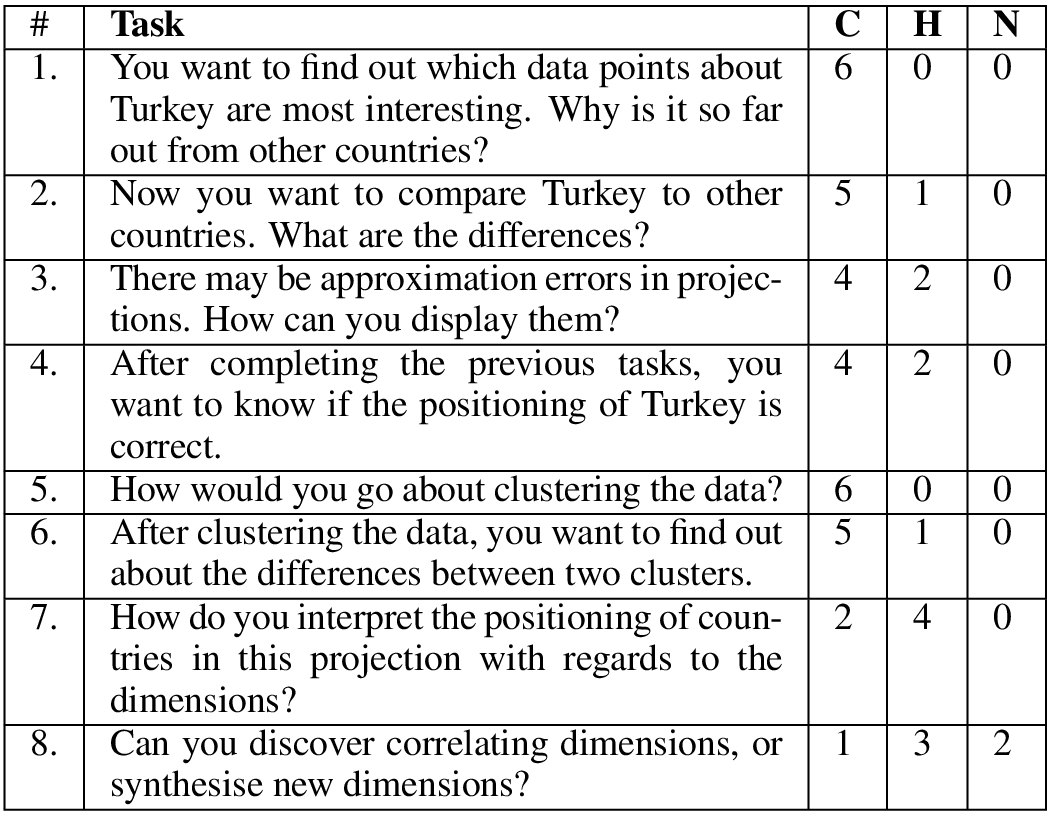 # Task C H N
1. You want to find out which data points about 6 0 0
Turkey are most interesting. Why is it so far
out from other countries?
2. Now you want to compare Turkey to other 5 1 0
countries. What are the differences?
3. There may be approximation errors in projec- 4 2 0
tions. How can you display them?
4. After completing the previous tasks, you 4 2 0
want to know if the positioning of Turkey is
correct.
5. How would you go about clustering the data? 6 0 0
6. After clustering the data, you want to find out 5 1 0
about the differences between two clusters.
7. How do you interpret the positioning of coun- 2 4 0
tries in this projection with regards to the
dimensions?
8. Can you discover correlating dimensions, or 1 3 2
synthesise new dimensions?